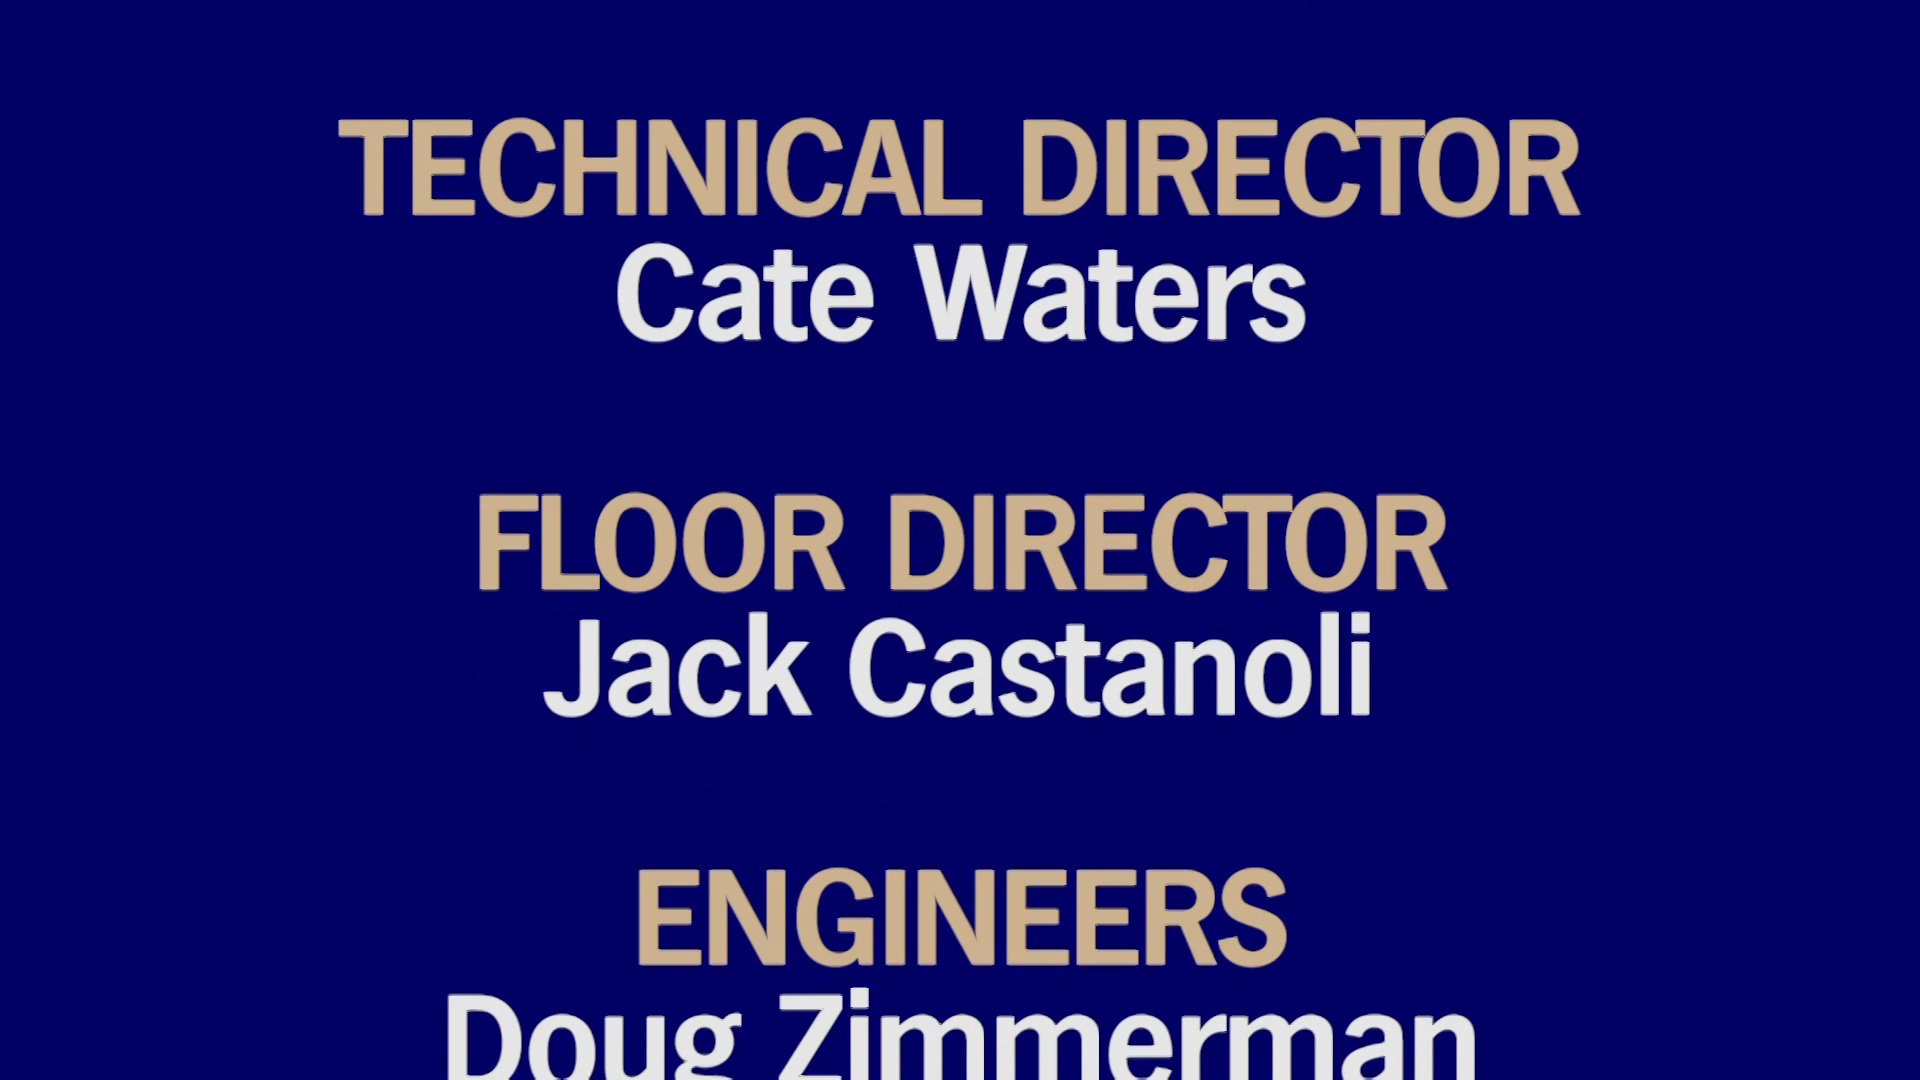 TECHNICAL DIRECTOR
Cate Waters
FLOOR DIRECTOR
Jack Castanoli
ENGINEERS
Doug Zimmerman